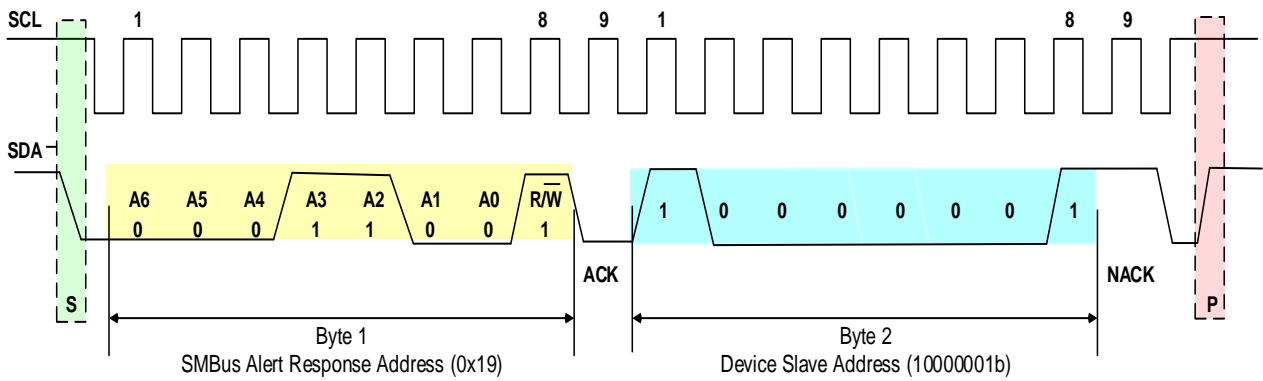 SCL 1 8 9 1 8 9
SDA
A6 A5 A4 A3 A2 A1 A0 R/W
0 0 0 1 1 0 0 1
1 0 0 0 0 0 0 1
ACK NACK
S P
Byte 1 Byte 2
SMBus Alert Response Address (0x19) Device Slave Address (10000001b)